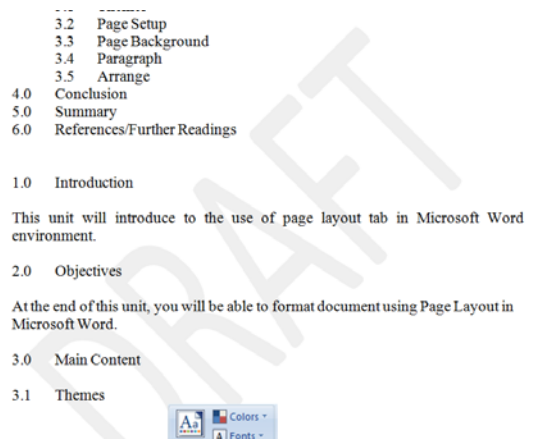 3.2 Page Setup
3.3 Page Background
3.4 Paragraph
3.5 Arrange
4.0 Conclusion
5.0 Summary
6.0 References/Further Readings
1.0 Introduction
This unit will introduce to the use of page layout tab in Microsoft Word
environment.
2.0 Objectives
At the end of this unit, you will be able to format document using Page Layout in
Microsoft Word.
3.0 Main Content
3.1 Themes
Aa
Colors
A Fonts
DRAFT